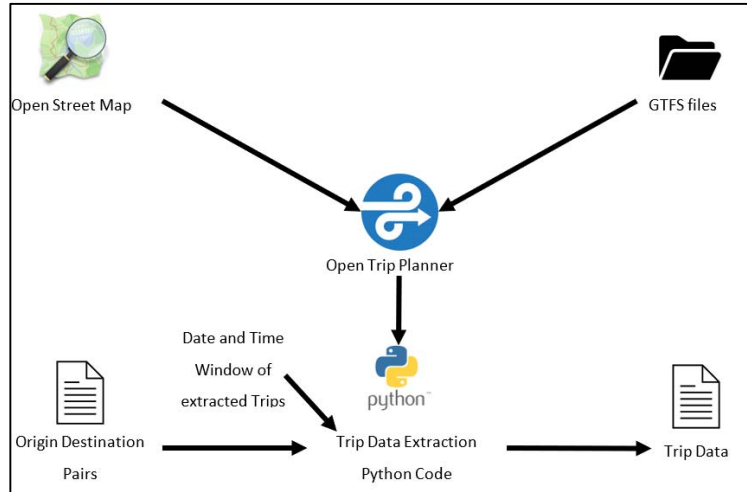 Open Street Map
GTFS files
Open Trip Planner
Date and Time
Window of
extracted Trips
python™
Origin Destination
Pairs
Trip Data Extraction
Python Code
Trip Data